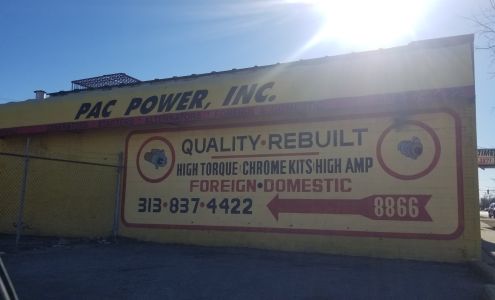 PAC POWER, INC.
QUALITY·REBUILT
HIGH TORQUE·CHROME KITS·HIGH AMP
FOREIGN·DOMESTIC
313·837·4422
8866